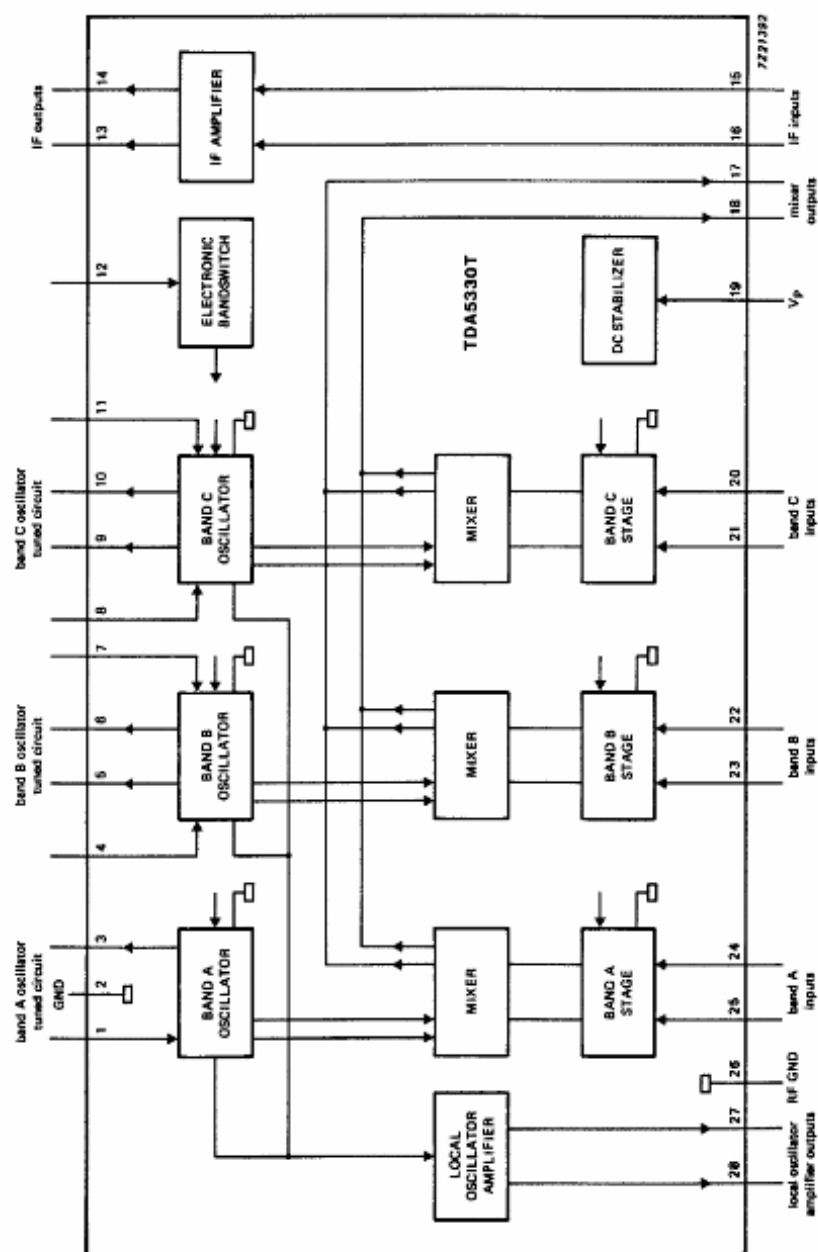 band A oscillator
tuned circuit
GND
band B oscillator
tuned circuit
band C oscillator
tuned circuit
IF outputs
1
2
3
4
5
6
7
8
9
10
11
12
13
14
BAND A
OSCILLATOR
BAND B
OSCILLATOR
BAND C
OSCILLATOR
ELECTRONIC
BANDSWITCH
IF AMPLIFIER
LOCAL
OSCILLATOR
AMPLIFIER
MIXER
MIXER
MIXER
TDA5330T
BAND A
STAGE
BAND B
STAGE
BAND C
STAGE
DC STABILIZER
28
27
26
25
24
23
22
21
20
19
18
17
16
15
local oscillator
amplifier outputs
RF GND
band A
inputs
band B
inputs
band C
inputs
Vp
mixer
outputs
IF inputs
7Z21392